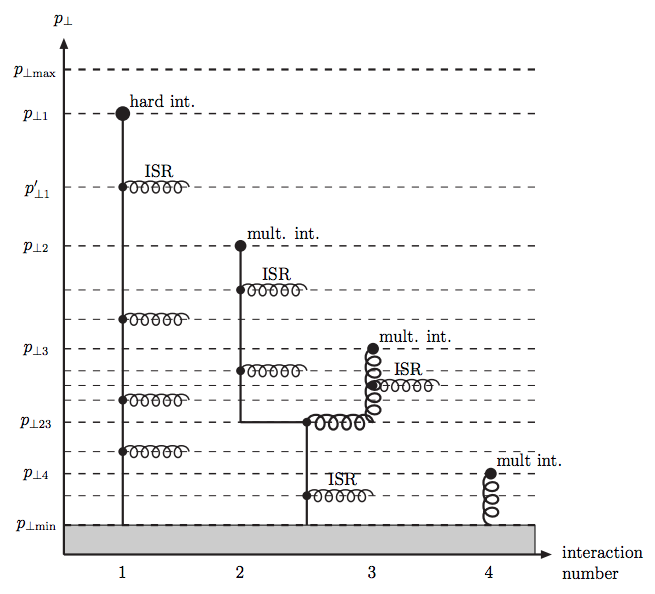 p⊥
p⊥max
hard int.
p⊥1
ISR
p′⊥1
mult. int.
p⊥2
ISR
mult. int.
p⊥3
ISR
p⊥23
mult int.
p⊥4
ISR
p⊥min
interaction
number
1 2 3 4